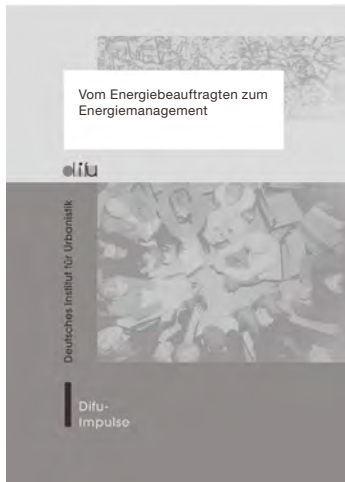 Vom Energiebeauftragten zum
Energiemanagement
difu
Deutsches Institut für Urbanistik
Difu-
Impulse